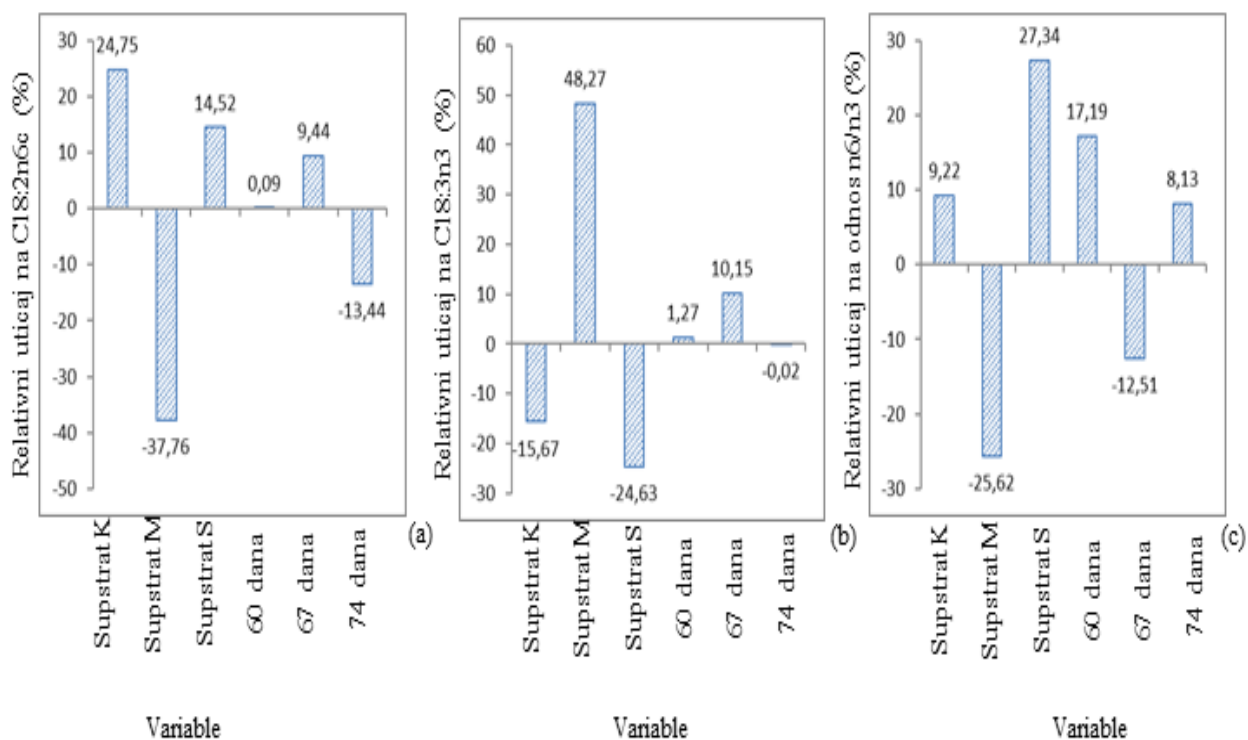 Relativni uticaj na C18:2n6c (%)
30
20
10
0
-10
-20
-30
-40
-50
24,75
-37,76
14,52
0,09
9,44
-13,44
Supstrat K
Supstrat M
Supstrat S
60 dana
67 dana
74 dana
(a)
Variable
Relativni uticaj na C18:3n3 (%)
60
50
40
30
20
10
0
-10
-20
-30
-15,67
48,27
-24,63
1,27
10,15
-0,02
Supstrat K
Supstrat M
Supstrat S
60 dana
67 dana
74 dana
(b)
Variable
Relativni uticaj na odnos n6/n3 (%)
30
20
10
0
-10
-20
-30
9,22
-25,62
27,34
17,19
-12,51
8,13
Supstrat K
Supstrat M
Supstrat S
60 dana
67 dana
74 dana
(c)
Variable